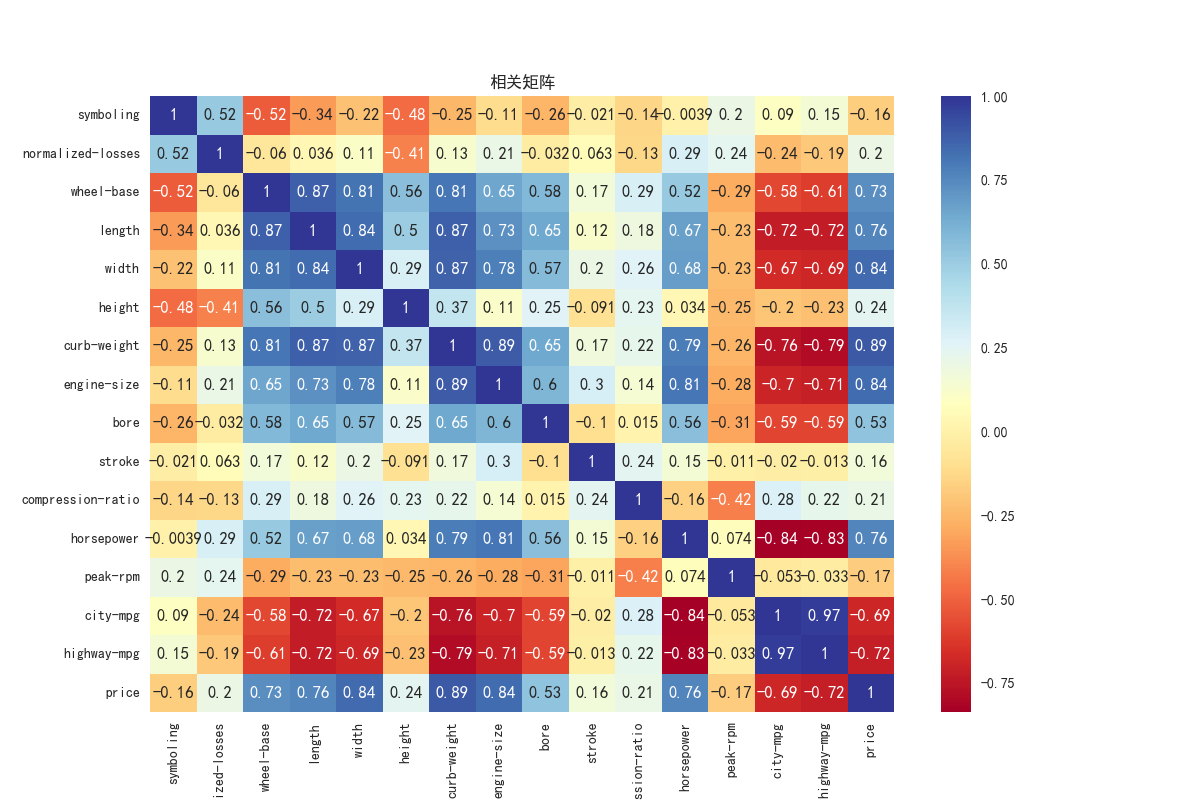 相关矩阵
symboling 1 0.52 -0.52 -0.34 -0.22 -0.48 -0.25 -0.11 -0.26 -0.021 -0.14 -0.0039 0.2 0.09 0.15 -0.16
normalized-losses 0.52 1 -0.06 0.036 0.11 -0.41 0.13 0.21 -0.032 0.063 -0.13 0.29 0.24 -0.24 -0.19 0.2
wheel-base -0.52 -0.06 1 0.87 0.81 0.56 0.81 0.65 0.58 0.17 0.29 0.52 -0.29 -0.58 -0.61 0.73
length -0.34 0.036 0.87 1 0.84 0.5 0.87 0.73 0.65 0.12 0.18 0.67 -0.23 -0.72 -0.72 0.76
width -0.22 0.11 0.81 0.84 1 0.29 0.87 0.78 0.57 0.2 0.26 0.68 -0.23 -0.67 -0.69 0.84
height -0.48 -0.41 0.56 0.5 0.29 1 0.37 0.11 0.25 -0.091 0.23 0.034 -0.25 -0.2 -0.23 0.24
curb-weight -0.25 0.13 0.81 0.87 0.87 0.37 1 0.89 0.65 0.17 0.22 0.79 -0.26 -0.76 -0.79 0.89
engine-size -0.11 0.21 0.65 0.73 0.78 0.11 0.89 1 0.6 0.3 0.14 0.81 -0.28 -0.7 -0.71 0.84
bore -0.26 -0.032 0.58 0.65 0.57 0.25 0.65 0.6 1 -0.1 0.015 0.56 -0.31 -0.59 -0.59 0.53
stroke -0.021 0.063 0.17 0.12 0.2 -0.091 0.17 0.3 -0.1 1 0.24 0.15 -0.011 -0.02 -0.013 0.16
compression-ratio -0.14 -0.13 0.29 0.18 0.26 0.23 0.22 0.14 0.015 0.24 1 -0.16 -0.42 0.28 0.22 0.21
horsepower -0.0039 0.29 0.52 0.67 0.68 0.034 0.79 0.81 0.56 0.15 -0.16 1 0.074 -0.84 -0.83 0.76
peak-rpm 0.2 0.24 -0.29 -0.23 -0.23 -0.25 -0.26 -0.28 -0.31 -0.011 -0.42 0.074 1 -0.053 -0.033 -0.17
city-mpg 0.09 -0.24 -0.58 -0.72 -0.67 -0.2 -0.76 -0.7 -0.59 -0.02 0.28 -0.84 -0.053 1 0.97 -0.69
highway-mpg 0.15 -0.19 -0.61 -0.72 -0.69 -0.23 -0.79 -0.71 -0.59 -0.013 0.22 -0.83 -0.033 0.97 1 -0.72
price -0.16 0.2 0.73 0.76 0.84 0.24 0.89 0.84 0.53 0.16 0.21 0.76 -0.17 -0.69 -0.72 1
symboling ized-losses wheel-base length width height curb-weight engine-size bore stroke ssion-ratio horsepower peak-rpm city-mpg highway-mpg price
1.00
0.75
0.50
0.25
0.00
-0.25
-0.50
-0.75